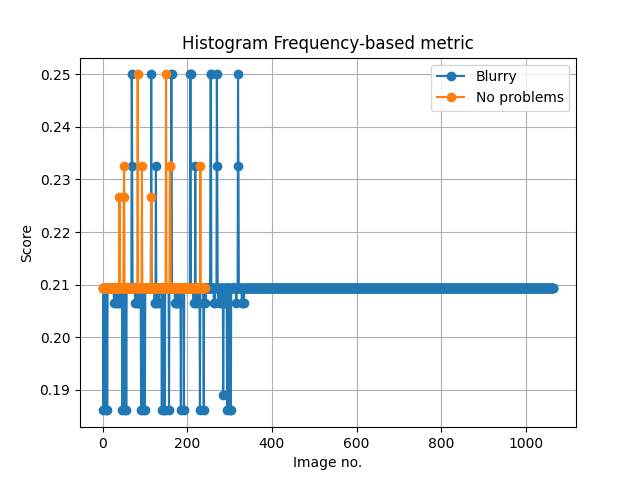 Histogram Frequency-based metric
Blurry
No problems
0.25
0.24
0.23
0.22
0.21
0.20
0.19
Score
0
200
400
600
800
1000
Image no.